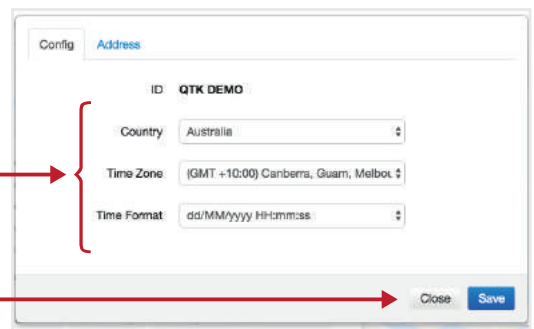 Config Address
ID QTK DEMO
Country Australia
Time Zone (GMT +10:00) Canberra, Guam, Melbou
Time Format dd/MM/yyyy HH:mm:ss
Close Save